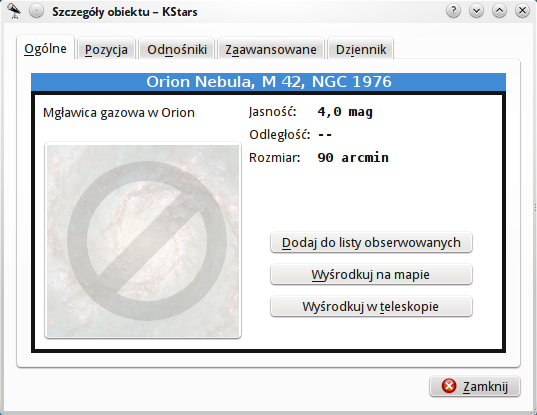 Szczegóły obiektu – KStars
Ogólne Pozycja Odnośniki Zaawansowane Dziennik
Orion Nebula, M 42, NGC 1976
Mgławica gazowa w Orion
Jasność: 4,0 mag
Odległość: --
Rozmiar: 90 arcmin
Dodaj do listy obserwowanych
Wyśrodkuj na mapie
Wyśrodkuj w teleskopie
Zamknij